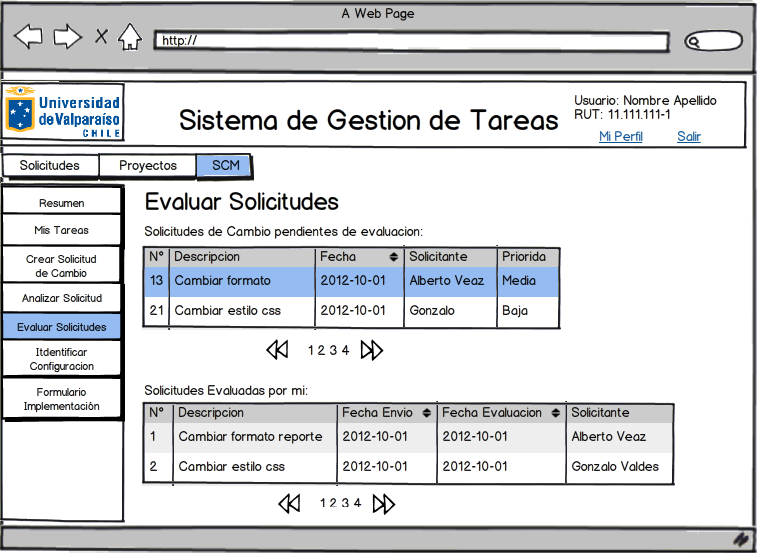 A Web Page
http://
Universidad
de Valparaíso
CHILE
Sistema de Gestion de Tareas
Usuario: Nombre Apellido
RUT: 11.111.111-1
Mi Perfil Salir
Solicitudes Proyectos SCM
Resumen
Mis Tareas
Crear Solicitud
de Cambio
Analizar Solicitud
Evaluar Solicitudes
Itdentificar
Configuracion
Formulario
Implementación
Evaluar Solicitudes
Solicitudes de Cambio pendientes de evaluacion:
N° Descripcion Fecha Solicitante Priorida
13 Cambiar formato 2012-10-01 Alberto Veaz Media
21 Cambiar estilo css 2012-10-01 Gonzalo Baja
1 2 3 4
Solicitudes Evaluadas por mi:
N° Descripcion Fecha Envio Fecha Evaluacion Solicitante
1 Cambiar formato reporte 2012-10-01 2012-10-01 Alberto Veaz
2 Cambiar estilo css 2012-10-01 2012-10-01 Gonzalo Valdes
1 2 3 4